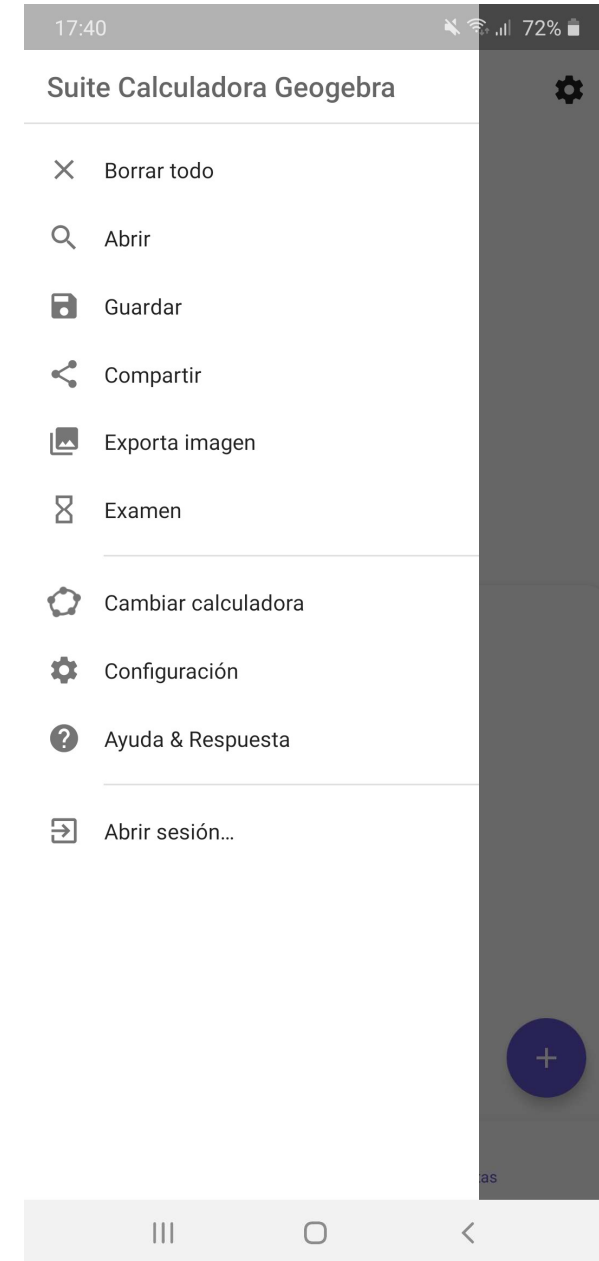 17:40
72%
Suite Calculadora Geogebra
Borrar todo
Abrir
Guardar
Compartir
Exporta imagen
Examen
Cambiar calculadora
Configuración
Ayuda & Respuesta
Abrir sesión...
as